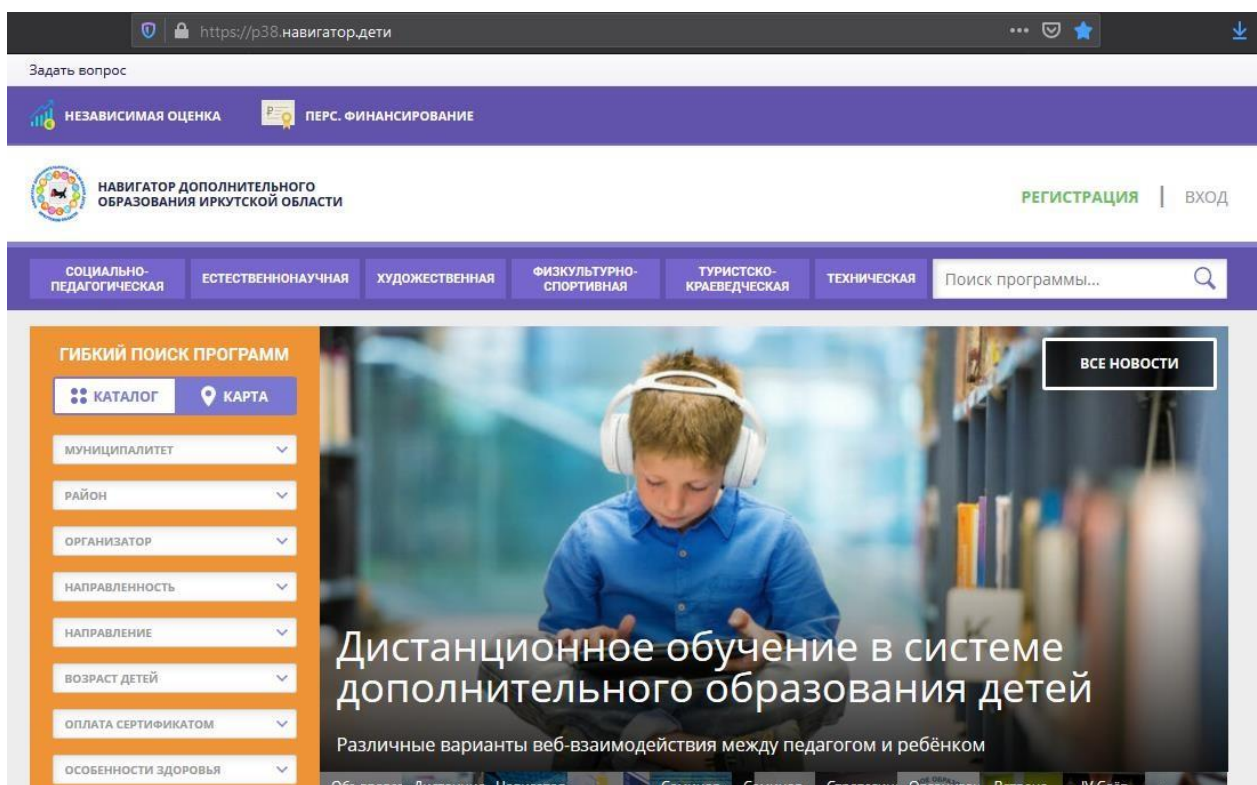 https://р38.навигатор.дети
Задать вопрос
НЕЗАВИСИМАЯ ОЦЕНКА
ПЕРС. ФИНАНСИРОВАНИЕ
НАВИГАТОР ДОПОЛНИТЕЛЬНОГО
ОБРАЗОВАНИЯ ИРКУТСКОЙ ОБЛАСТИ
РЕГИСТРАЦИЯ | ВХОД
СОЦИАЛЬНО-
ПЕДАГОГИЧЕСКАЯ
ЕСТЕСТВЕННОНАУЧНАЯ
ХУДОЖЕСТВЕННАЯ
ФИЗКУЛЬТУРНО-
СПОРТИВНАЯ
ТУРИСТСКО-
КРАЕВЕДЧЕСКАЯ
ТЕХНИЧЕСКАЯ
Поиск программы...
ГИБКИЙ ПОИСК ПРОГРАММ
КАТАЛОГ
КАРТА
МУНИЦИПАЛИТЕТ
РАЙОН
ОРГАНИЗАТОР
НАПРАВЛЕННОСТЬ
НАПРАВЛЕНИЕ
ВОЗРАСТ ДЕТЕЙ
ОПЛАТА СЕРТИФИКАТОМ
ОСОБЕННОСТИ ЗДОРОВЬЯ
ВСЕ НОВОСТИ
Дистанционное обучение в системе
дополнительного образования детей
Различные варианты веб-взаимодействия между педагогом и ребёнком